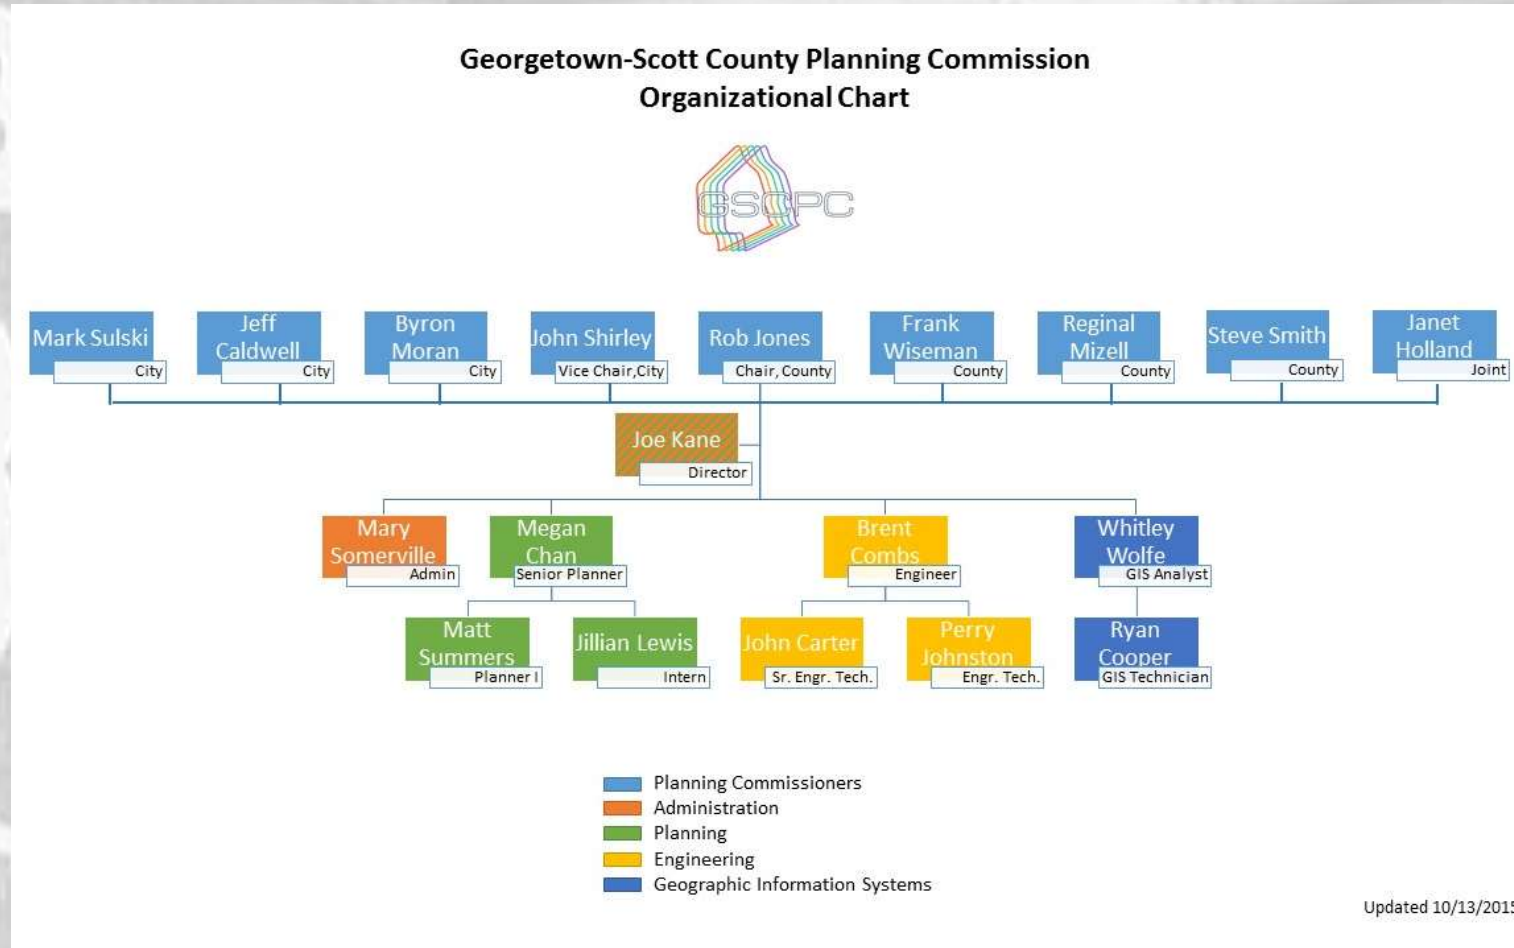 Georgetown-Scott County Planning Commission
Organizational Chart
GSCPC
Mark Sulski
City
Jeff
Caldwell
City
Byron
Moran
City
John Shirley
Vice Chair,City
Rob Jones
Chair, County
Frank
Wiseman
County
Reginal
Mizell
County
Steve Smith
County
Janet
Holland
Joint
Joe Kane
Director
Mary
Somerville
Admin
Megan
Chan
Senior Planner
Brent
Combs
Engineer
Whitley
Wolfe
GIS Analyst
Matt
Summers
Planner I
Jillian Lewis
Intern
John Carter
Sr. Engr. Tech.
Perry
Johnston
Engr. Tech.
Ryan
Cooper
GIS Technician
Planning Commissioners
Administration
Planning
Engineering
Geographic Information Systems
Updated 10/13/2015